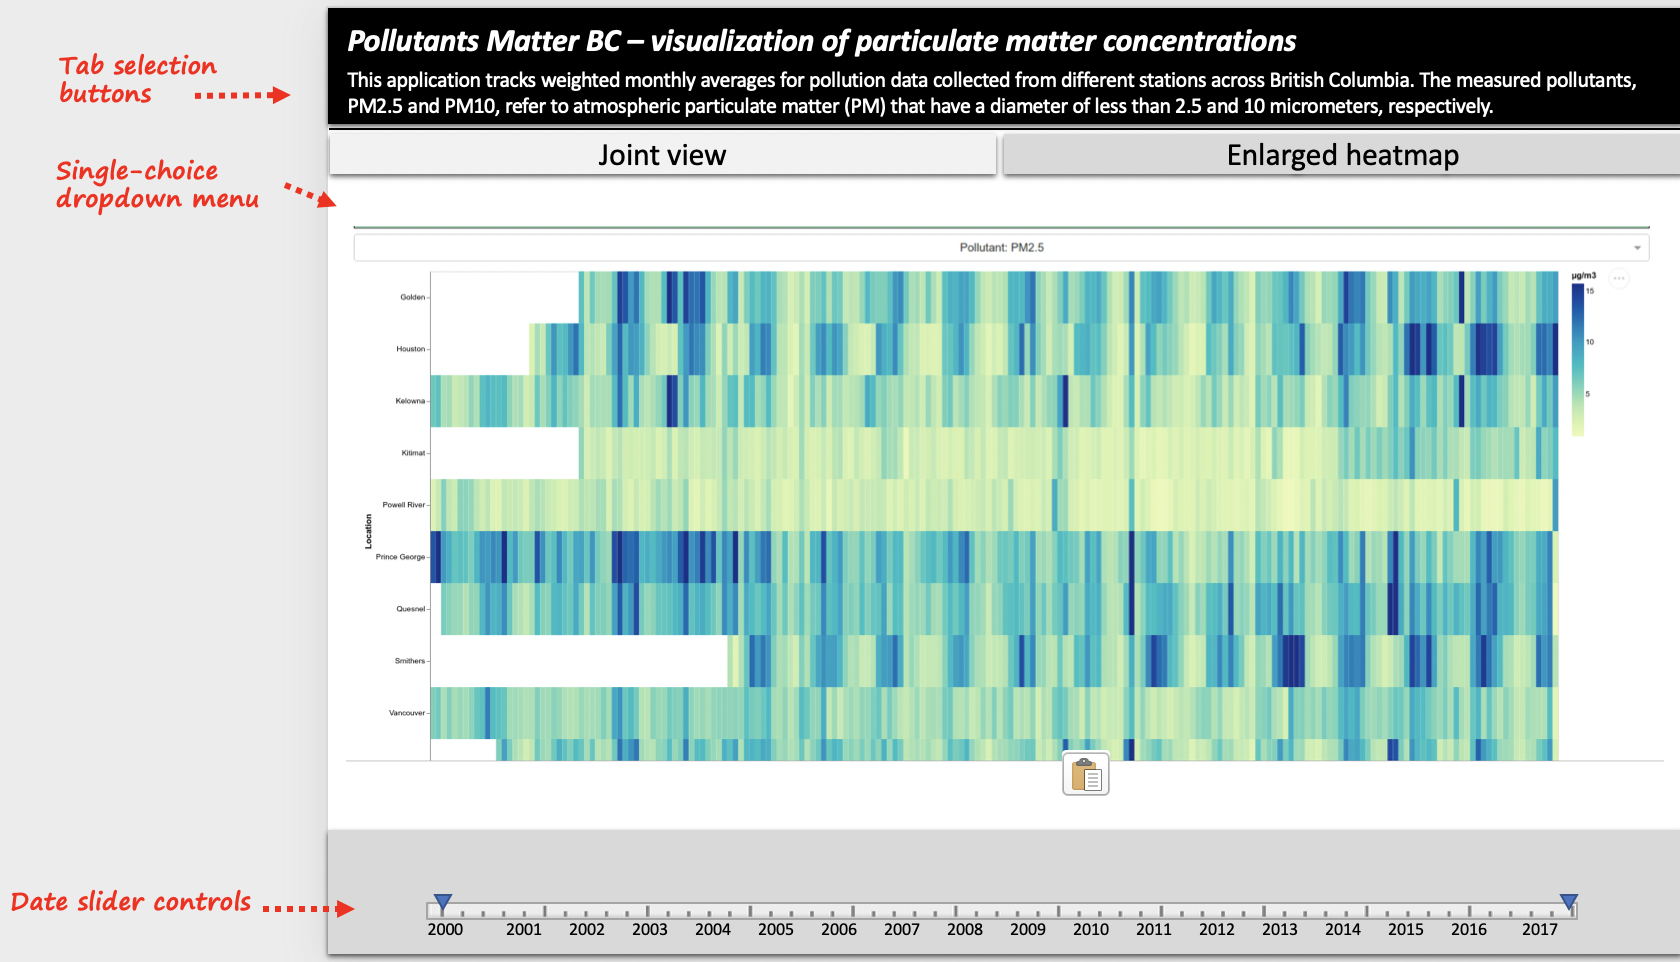 Pollutants Matter BC – visualization of particulate matter concentrations
This application tracks weighted monthly averages for pollution data collected from different stations across British Columbia. The measured pollutants,
PM2.5 and PM10, refer to atmospheric particulate matter (PM) that have a diameter of less than 2.5 and 10 micrometers, respectively.
Tab selection
buttons
Joint view
Enlarged heatmap
Single-choice
dropdown menu
Pollutant: PM2.5
µg/m3
15
10
5
Location
Golden
Houston
Kelowna
Kitimat
Powell River
Prince George
Quesnel
Smithers
Vancouver
Date slider controls
2000 2001 2002 2003 2004 2005 2006 2007 2008 2009 2010 2011 2012 2013 2014 2015 2016 2017